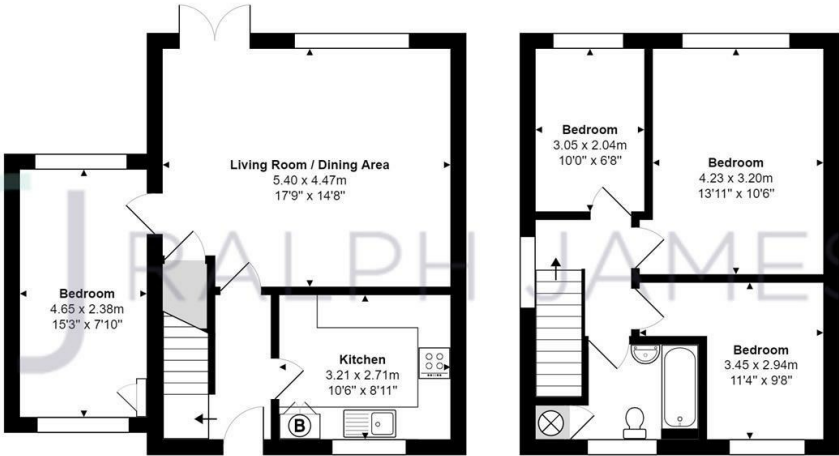 Living Room / Dining Area
5.40 x 4.47m
17'9" x 14'8"
Bedroom
4.65 x 2.38m
15'3" x 7'10"
Kitchen
3.21 x 2.71m
10'6" x 8'11"
B
Bedroom
3.05 x 2.04m
10'0" x 6'8"
Bedroom
4.23 x 3.20m
13'11" x 10'6"
Bedroom
3.45 x 2.94m
11'4" x 9'8"
J RALPH JAMES